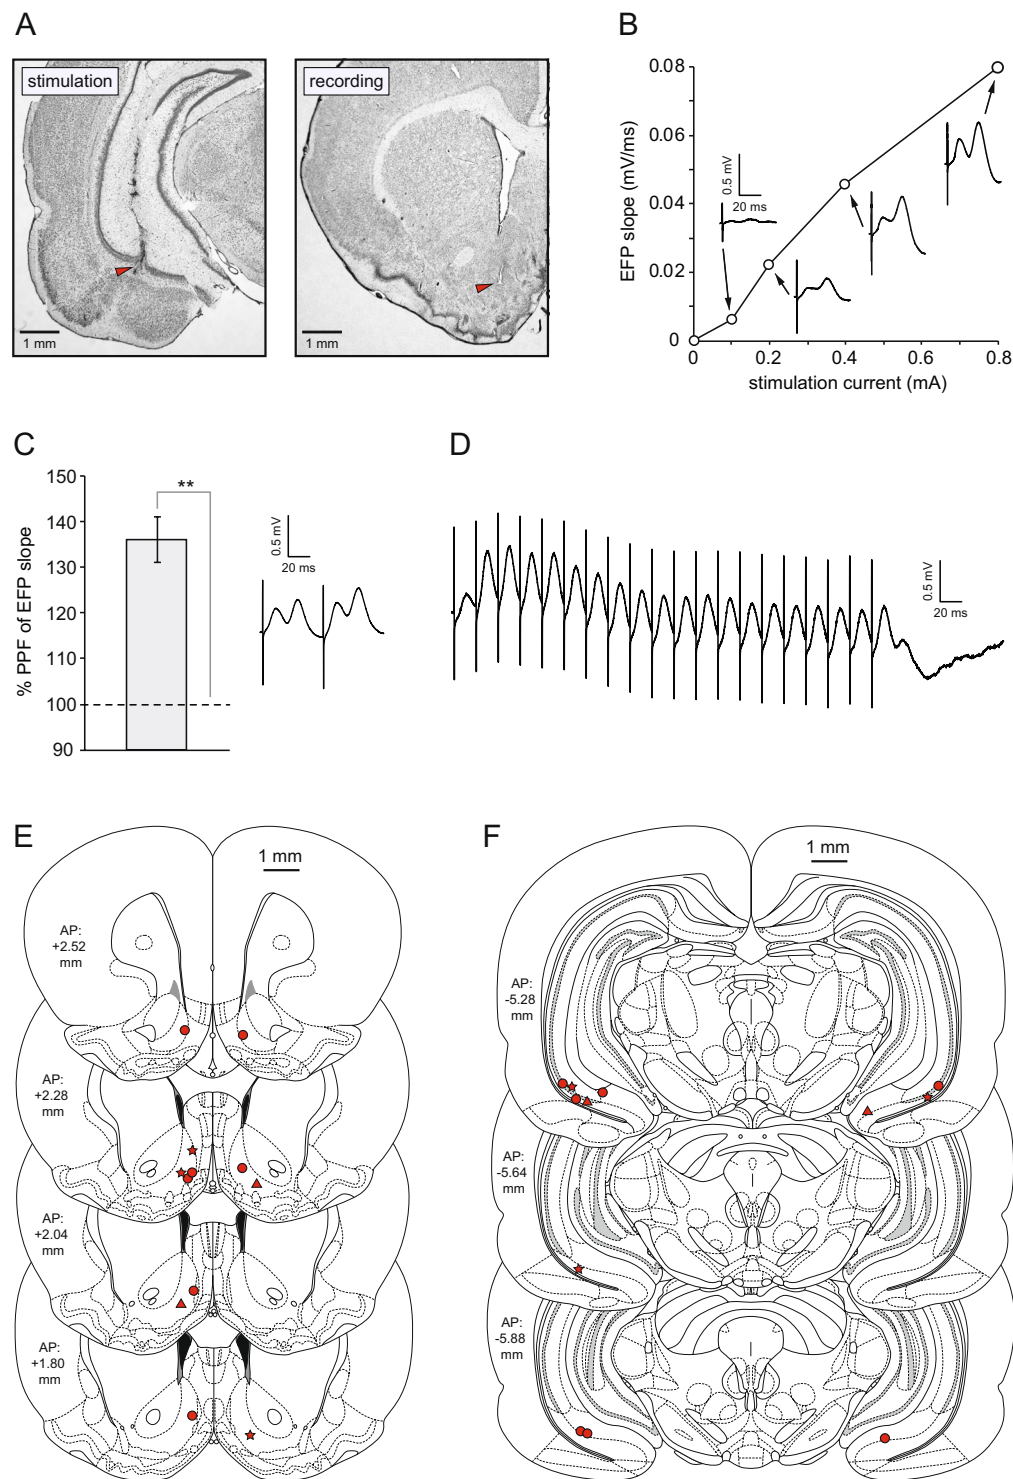 A
stimulation
1 mm
recording
1 mm
B
EFP slope (mV/ms)
0.08
0.06
0.04
0.02
0
0
0.2
0.4
0.6
0.8
stimulation current (mA)
0.5 mV
20 ms
C
% PPF of EFP slope
150
140
130
120
110
100
90
**
0.5 mV
20 ms
D
0.5 mV
20 ms
E
1 mm
AP:
+2.52
mm
AP:
+2.28
mm
AP:
+2.04
mm
AP:
+1.80
mm
F
1 mm
AP:
-5.28
mm
AP:
-5.64
mm
AP:
-5.88
mm